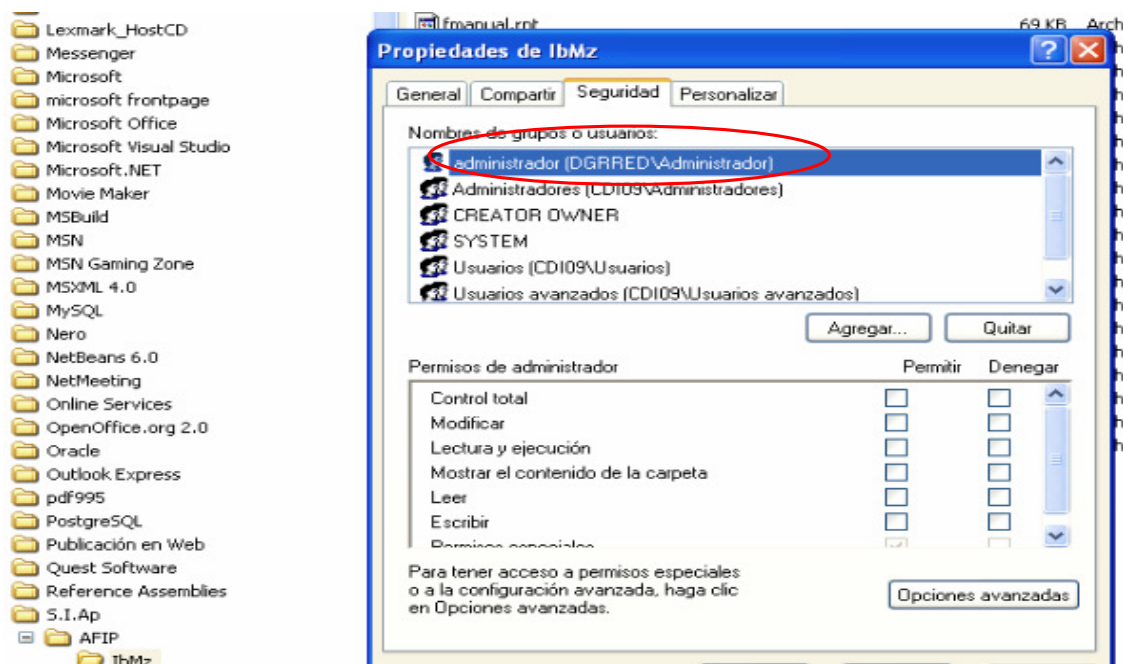 Lexmark_HostCD
Messenger
Microsoft
microsoft frontpage
Microsoft Office
Microsoft Visual Studio
Microsoft.NET
Movie Maker
MSBuild
MSN
MSN Gaming Zone
MSXML 4.0
MySQL
Nero
NetBeans 6.0
NetMeeting
Online Services
OpenOffice.org 2.0
Oracle
Outlook Express
pdf995
PostgreSQL
Publicación en Web
Quest Software
Reference Assemblies
S.I.Ap
AFIP
IbMz
fmanual.rpt 69 KB Arch
Propiedades de IbMz
General Compartir Seguridad Personalizar
Nombres de grupos o usuarios:
administrador (DGRRED\Administrador)
Administradores (CDI09\Administradores)
CREATOR OWNER
SYSTEM
Usuarios (CDI09\Usuarios)
Usuarios avanzados (CDI09\Usuarios avanzados)
Agregar... Quitar
Permisos de administrador Permitir Denegar
Control total
Modificar
Lectura y ejecución
Mostrar el contenido de la carpeta
Leer
Escribir
Permisos especiales
Para tener acceso a permisos especiales
o a la configuración avanzada, haga clic
en Opciones avanzadas.
Opciones avanzadas